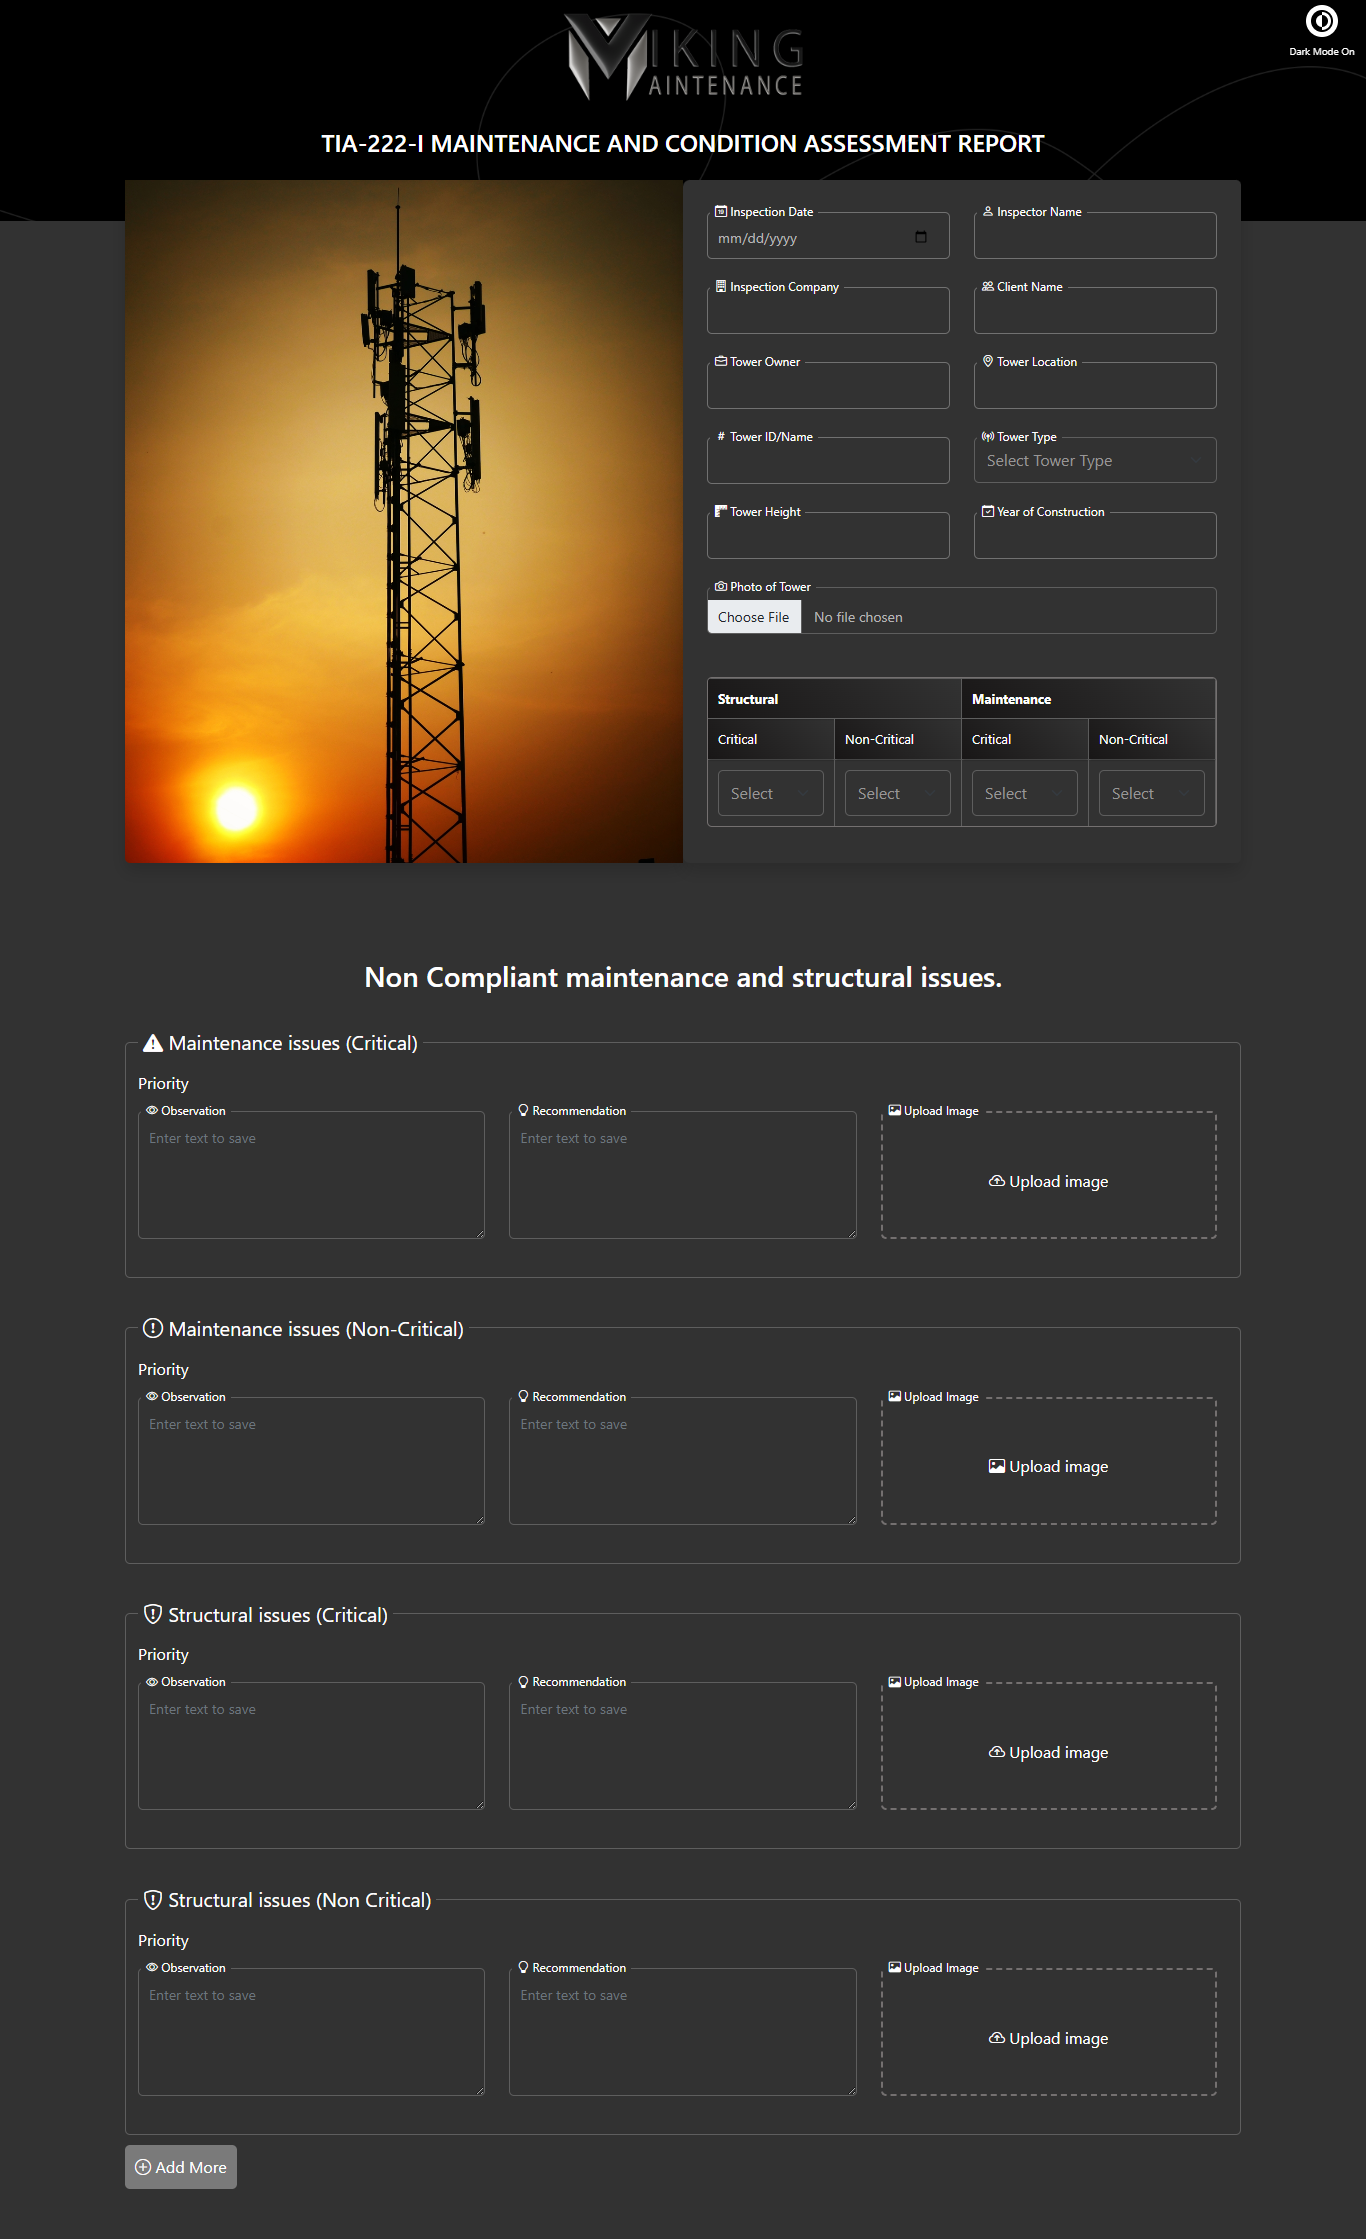 VIKING
MAINTENANCE
Dark Mode On
TIA-222-I MAINTENANCE AND CONDITION ASSESSMENT REPORT
Inspection Date
Inspector Name
mm/dd/yyyy
Inspection Company
Client Name
Tower Owner
Tower Location
# Tower ID/Name
Tower Type
Select Tower Type
Tower Height
Year of Construction
Photo of Tower
Choose File No file chosen
Structural Maintenance
Critical Non-Critical Critical Non-Critical
Select Select Select Select
Non Compliant maintenance and structural issues.
Maintenance issues (Critical)
Priority
Observation Recommendation Upload Image
Enter text to save Enter text to save
Upload image
Maintenance issues (Non-Critical)
Priority
Observation Recommendation Upload Image
Enter text to save Enter text to save
Upload image
Structural issues (Critical)
Priority
Observation Recommendation Upload Image
Enter text to save Enter text to save
Upload image
Structural issues (Non Critical)
Priority
Observation Recommendation Upload Image
Enter text to save Enter text to save
Upload image
Add More